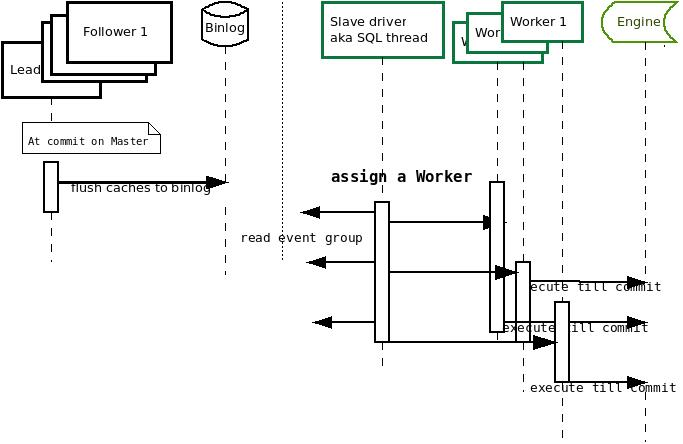 Follower 1
Lead
Binlog
Slave driver
aka SQL thread
Wor
Worker 1
Engine
At commit on Master
flush caches to binlog
assign a Worker
read event group
ecute till commit
execute till commit
execute till commit